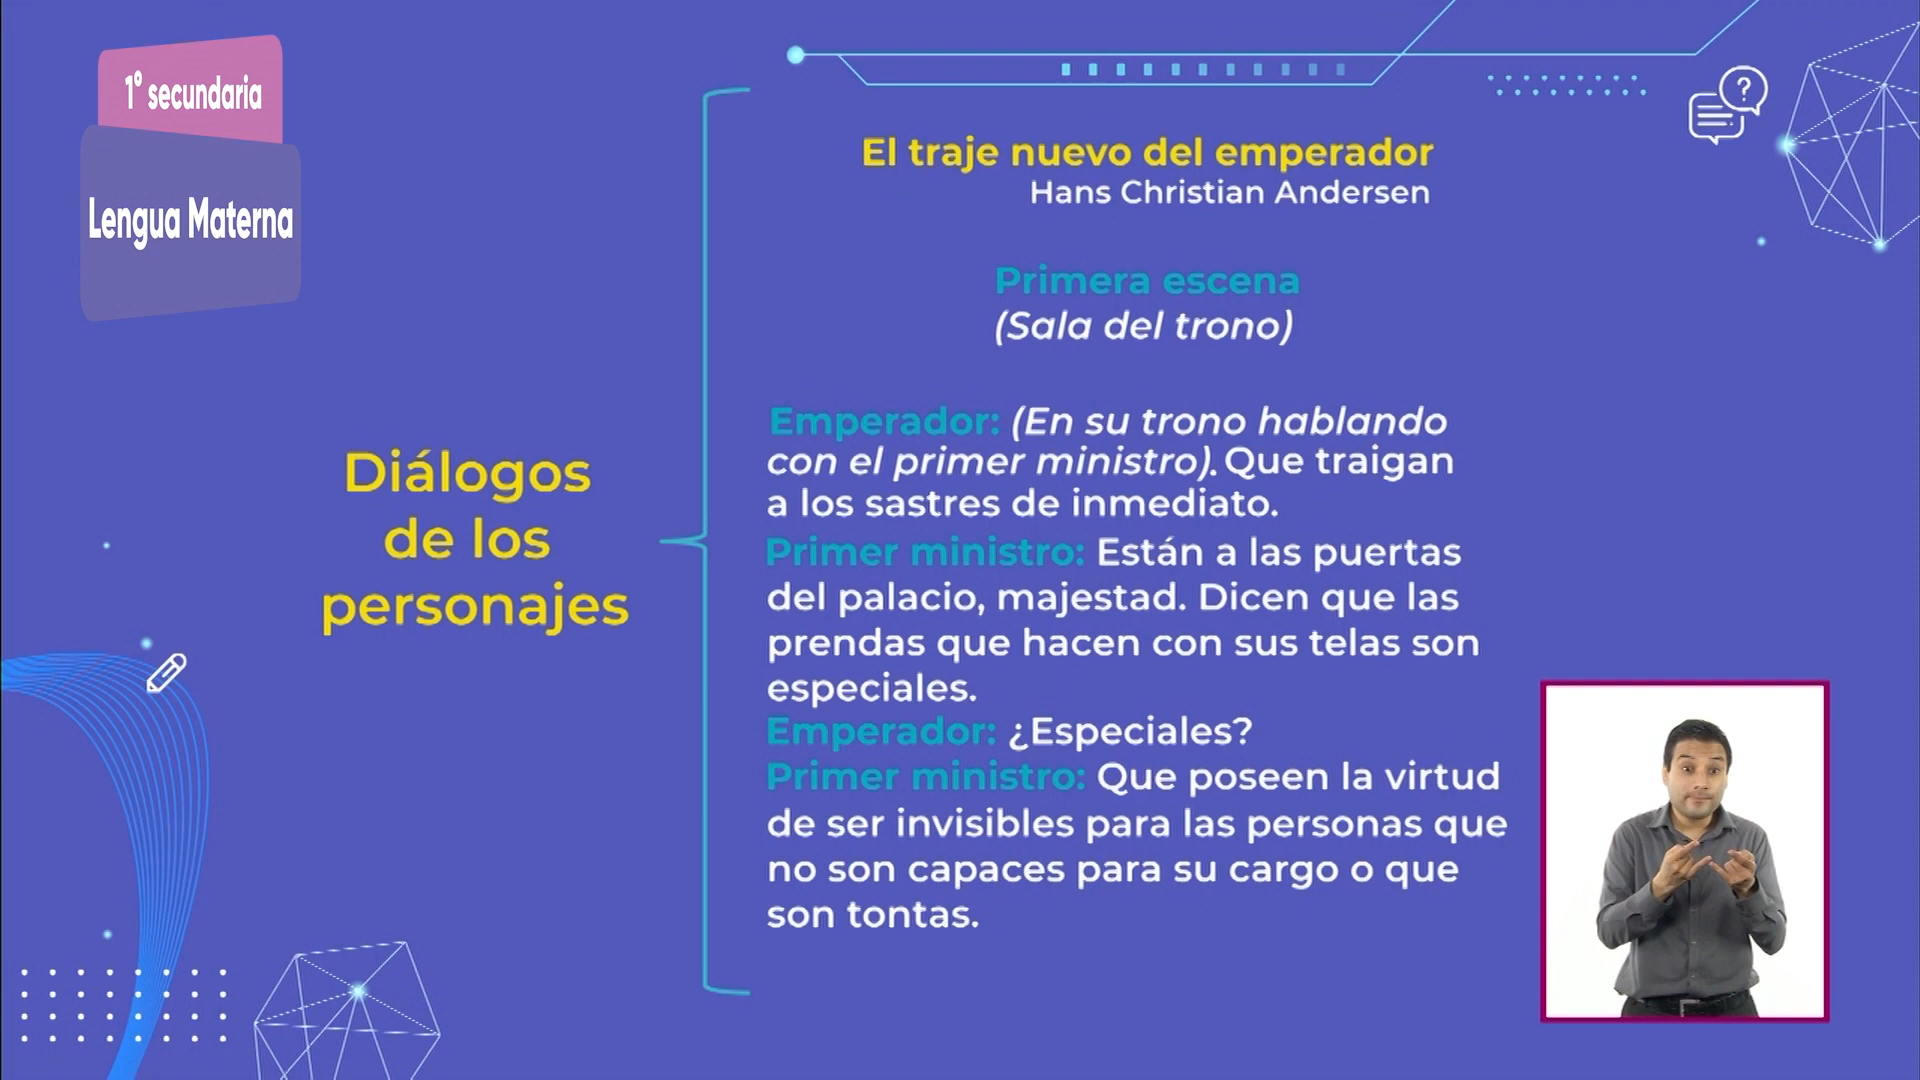 1° secundaria
Lengua Materna
El traje nuevo del emperador
Hans Christian Andersen
Primera escena
(Sala del trono)
Diálogos
de los
personajes
Emperador: (En su trono hablando
con el primer ministro). Que traigan
a los sastres de inmediato.
Primer ministro: Están a las puertas
del palacio, majestad. Dicen que las
prendas que hacen con sus telas son
especiales.
Emperador: ¿Especiales?
Primer ministro: Que poseen la virtud
de ser invisibles para las personas que
no son capaces para su cargo o que
son tontas.
?